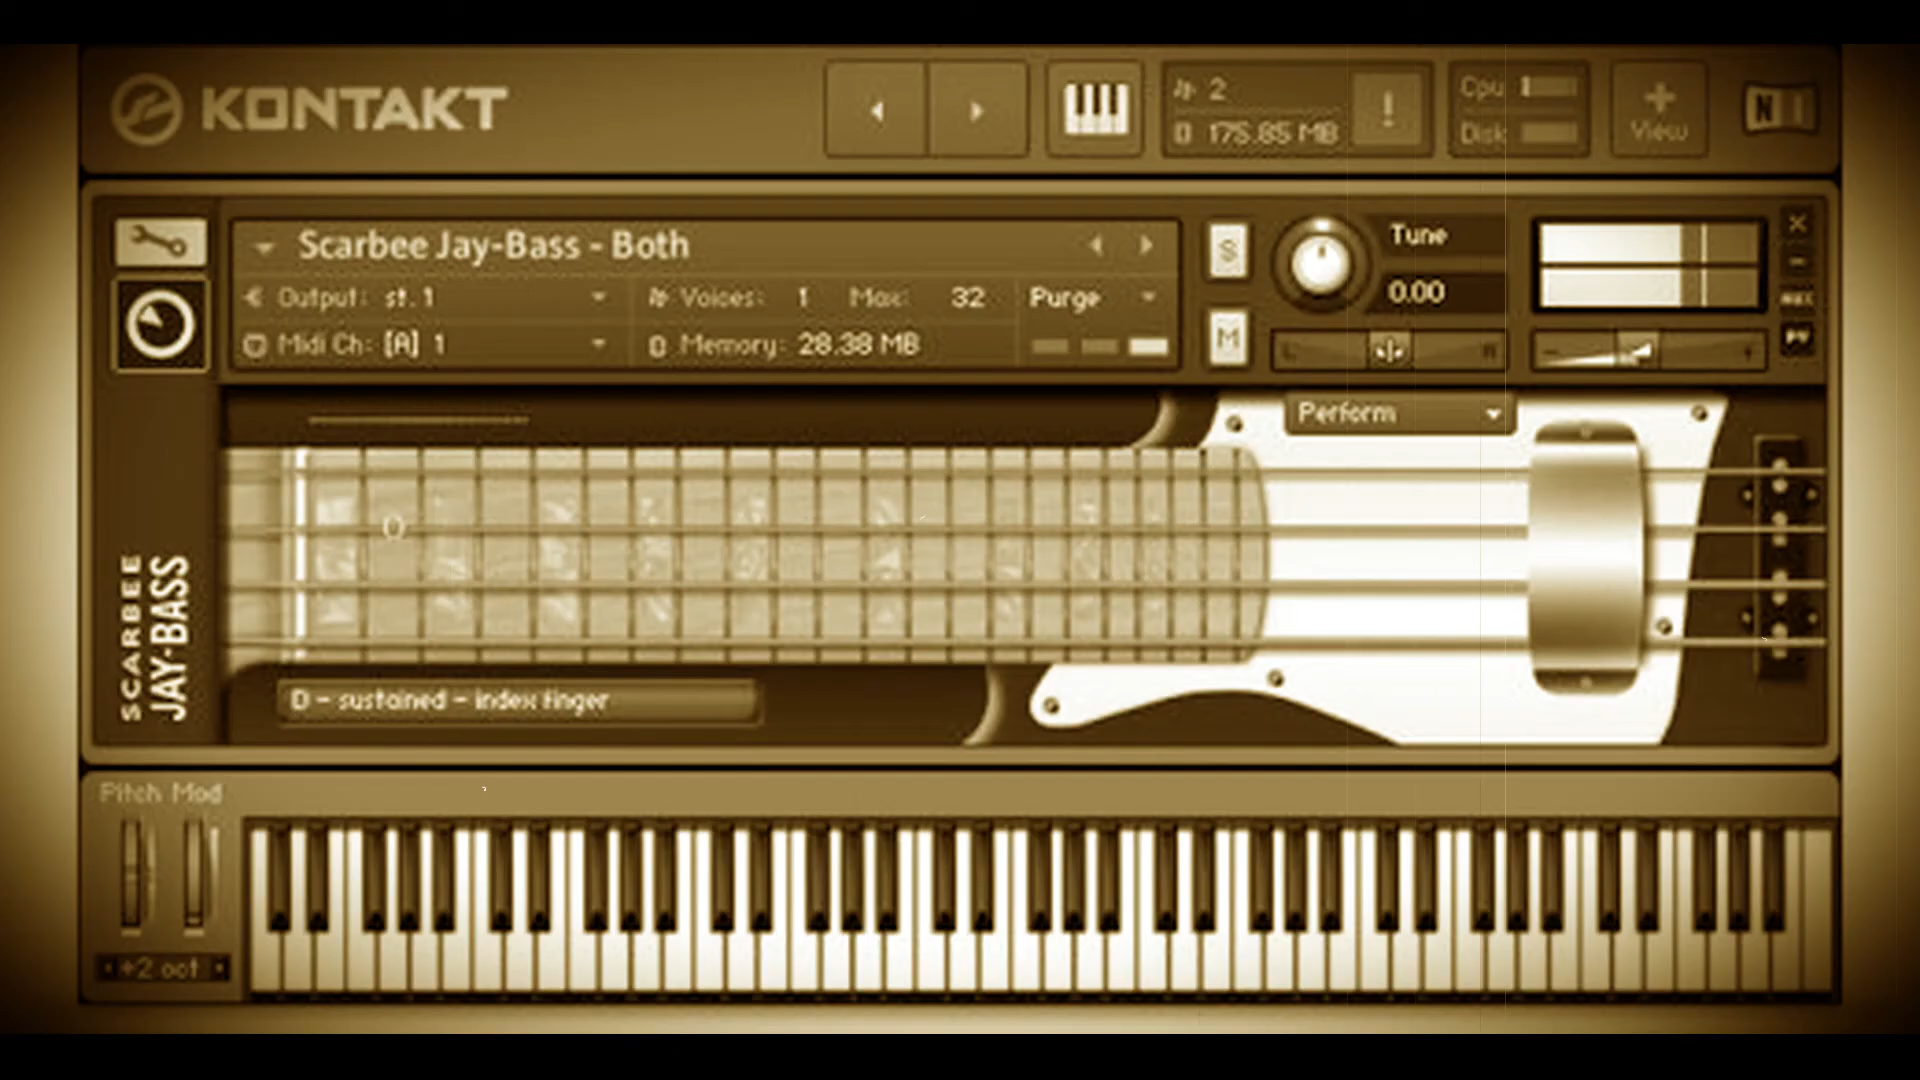 KONTAKT
2
175.85 MB
!
Cpu
Disk
View
N I
Scarbee Jay-Bass - Both
Output: st. 1
Voices: 1 Max: 32
Purge
Midi Ch: [A] 1
Memory: 28.38 MB
S
M
Tune
0.00
L R
AUX
PV
Perform
SCARBEE
JAY-BASS
D - sustained - index finger
Pitch Mod
+2 oct